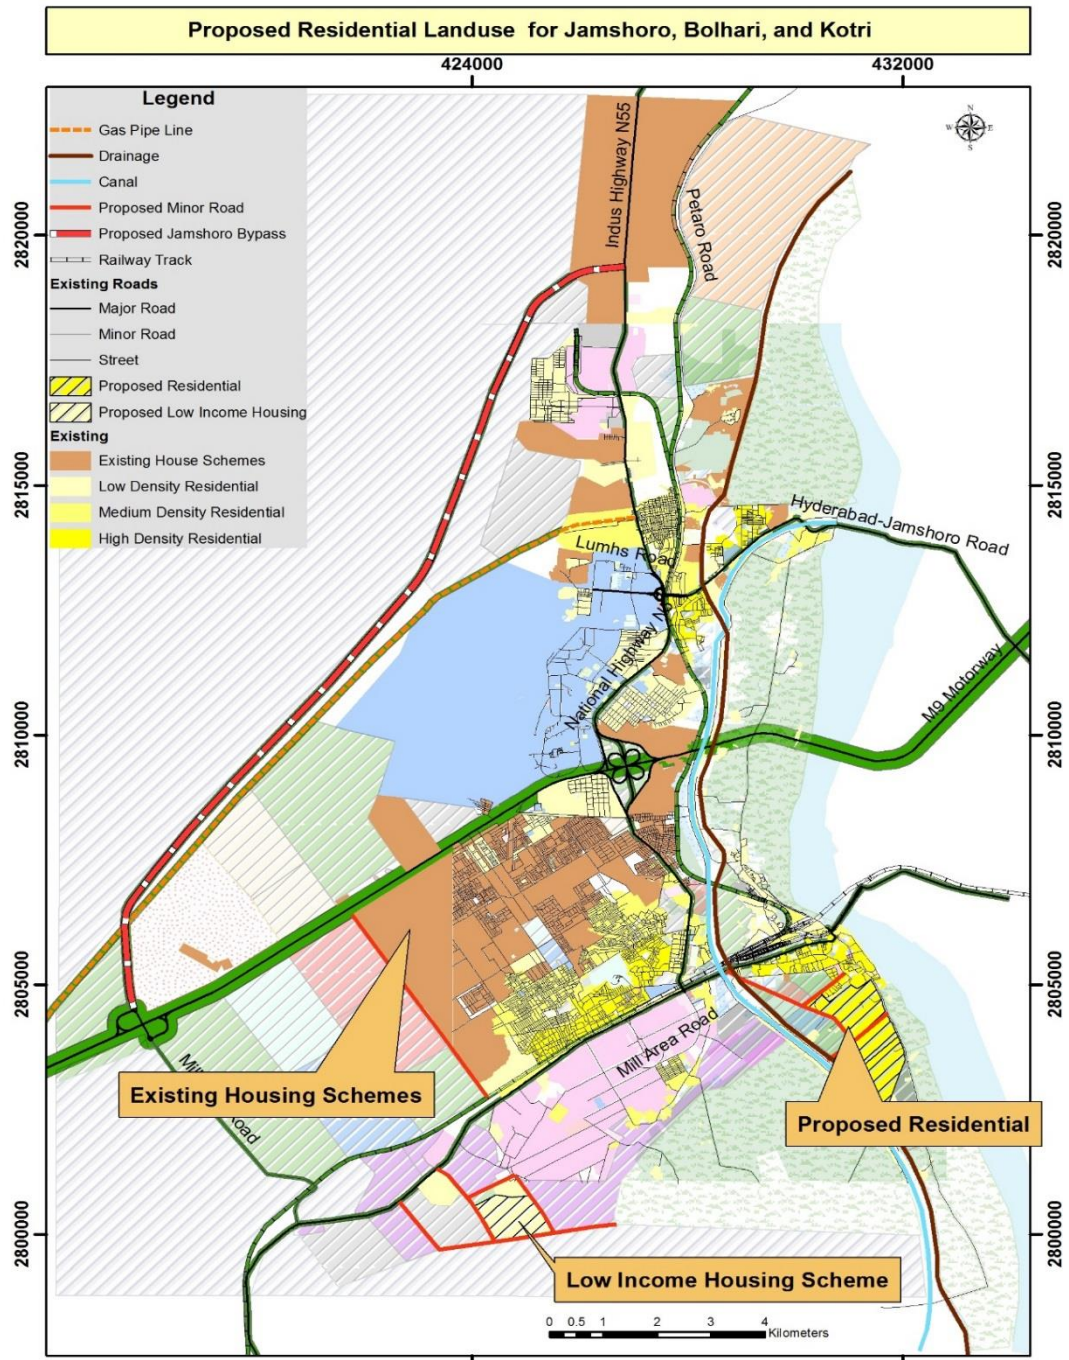 Proposed Residential Landuse for Jamshoro, Bolhari, and Kotri
424000
432000
Legend
Gas Pipe Line
Drainage
Canal
Proposed Minor Road
Proposed Jamshoro Bypass
Railway Track
Existing Roads
Major Road
Minor Road
Street
Proposed Residential
Proposed Low Income Housing
Existing
Existing House Schemes
Low Density Residential
Medium Density Residential
High Density Residential
N
W
E
S
Indus Highway N55
Petaro Road
2820000
2820000
2815000
2815000
Hyderabad-Jamshoro Road
Lumhs Road
National Highway
M9 Motorway
2810000
2810000
2805000
2805000
Mill Area Road
Road
Existing Housing Schemes
Proposed Residential
2800000
2800000
Low Income Housing Scheme
0 0.5 1 2 3 4
Kilometers